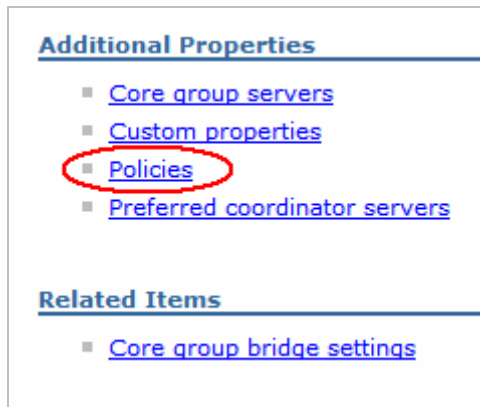 Additional Properties
Core group servers
Custom properties
Policies
Preferred coordinator servers
Related Items
Core group bridge settings